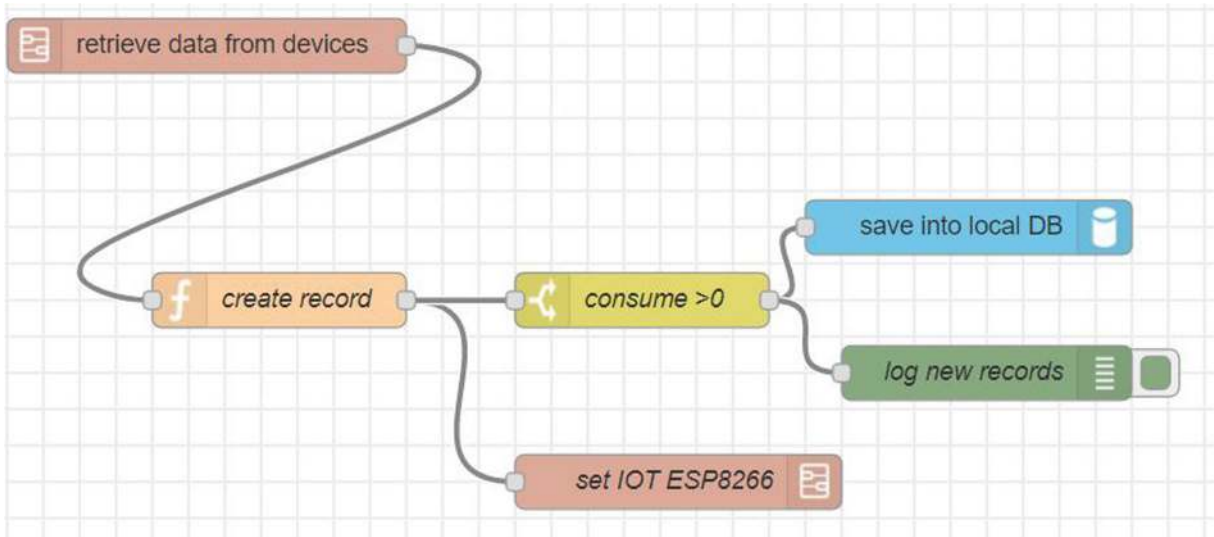 retrieve data from devices
save into local DB
create record
consume >0
log new records
set IOT ESP8266